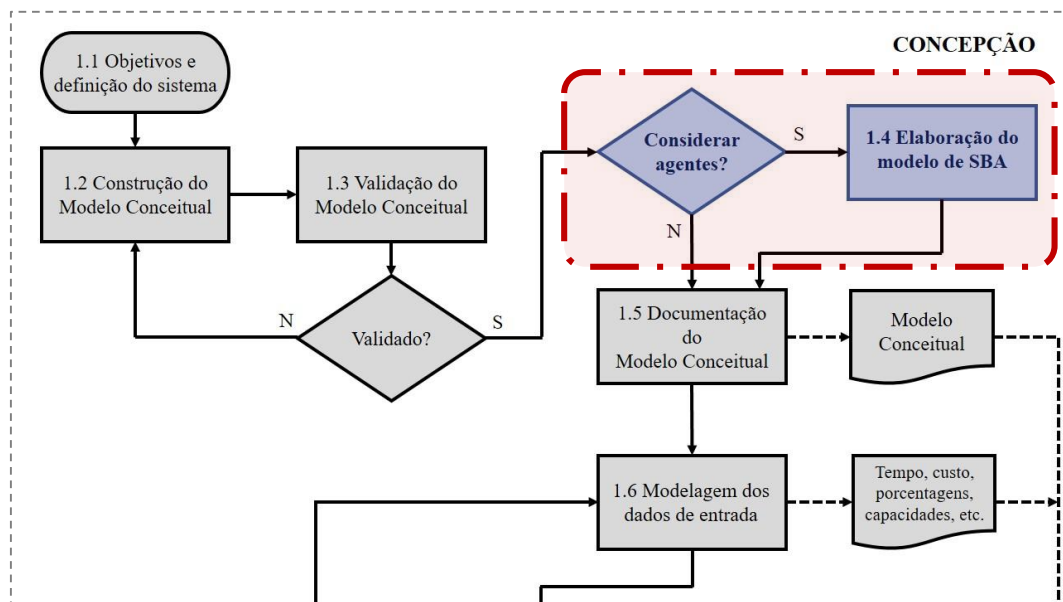 CONCEPÇÃO
1.1 Objetivos e
definição do sistema
1.2 Construção do
Modelo Conceitual
1.3 Validação do
Modelo Conceitual
Validado?
N
S
Considerar
agentes?
S
N
1.4 Elaboração do
modelo de SBA
1.5 Documentação
do
Modelo Conceitual
Modelo
Conceitual
1.6 Modelagem dos
dados de entrada
Tempo, custo,
porcentagens,
capacidades, etc.